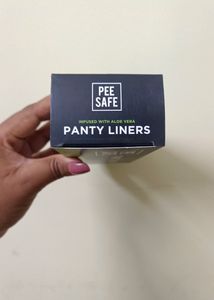 PEE
SAFE
INFUSED WITH ALOE VERA
PANTY LINERS